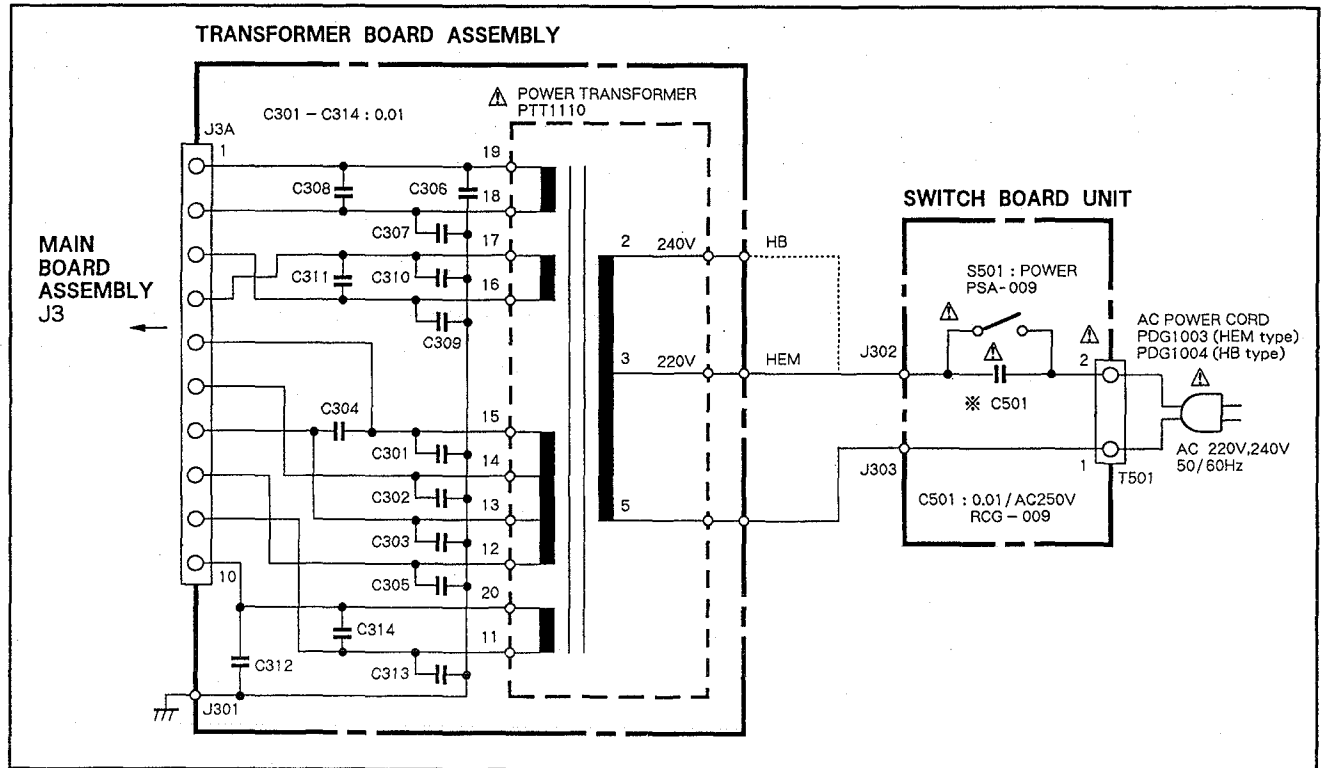 TRANSFORMER BOARD ASSEMBLY
C301 – C314 : 0.01
⚠ POWER TRANSFORMER
PTT1110
J3A
1
19
C308
C306
18
C307
17
C311
C310
16
C309
MAIN
BOARD
ASSEMBLY
J3
C304
15
C301
14
C302
13
C303
12
C305
10
20
C314
11
C312
C313
J301
2
240V
HB
3
220V
HEM
5
SWITCH BOARD UNIT
S501 : POWER
PSA-009
J302
※ C501
2
J303
1
T501
C501 : 0.01/AC250V
RCG – 009
AC POWER CORD
PDG1003 (HEM type)
PDG1004 (HB type)
AC 220V,240V
50/60Hz